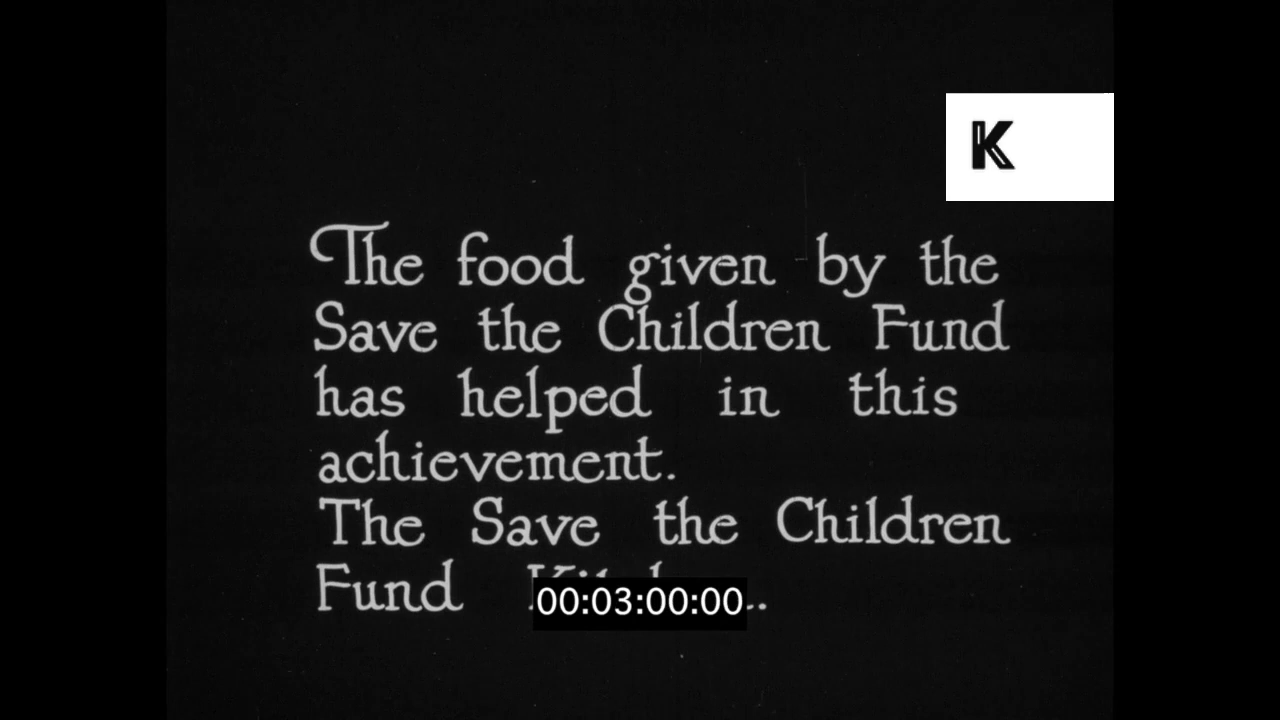 K
The food given by the
Save the Children Fund
has helped in this
achievement.
The Save the Children
Fund
00:03:00:00